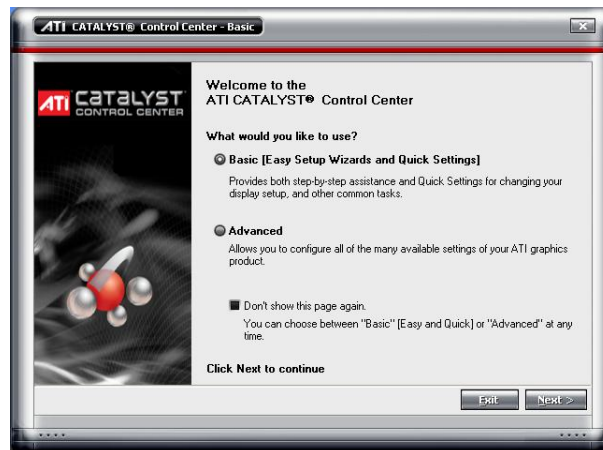 ATI CATALYST® Control Center - Basic
ATI CATALYST
CONTROL CENTER
Welcome to the
ATI CATALYST® Control Center
What would you like to use?
Basic [Easy Setup Wizards and Quick Settings]
Provides both step-by-step assistance and Quick Settings for changing your
display setup, and other common tasks.
Advanced
Allows you to configure all of the many available settings of your ATI graphics
product.
Don't show this page again.
You can choose between "Basic" [Easy and Quick] or "Advanced" at any
time.
Click Next to continue
Exit
Next >